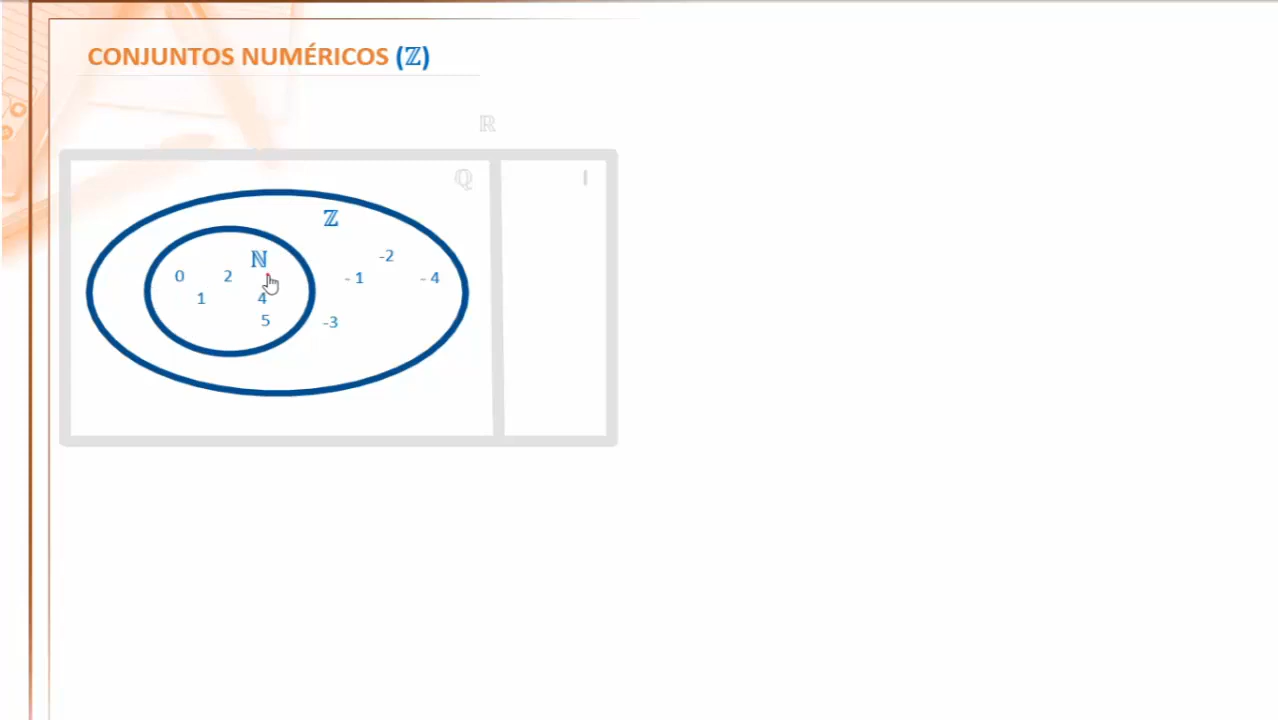 CONJUNTOS NUMÉRICOS (ℤ)
ℝ
ℚ I
ℤ
ℕ -2
0 2 - 1 - 4
1 4
5 -3